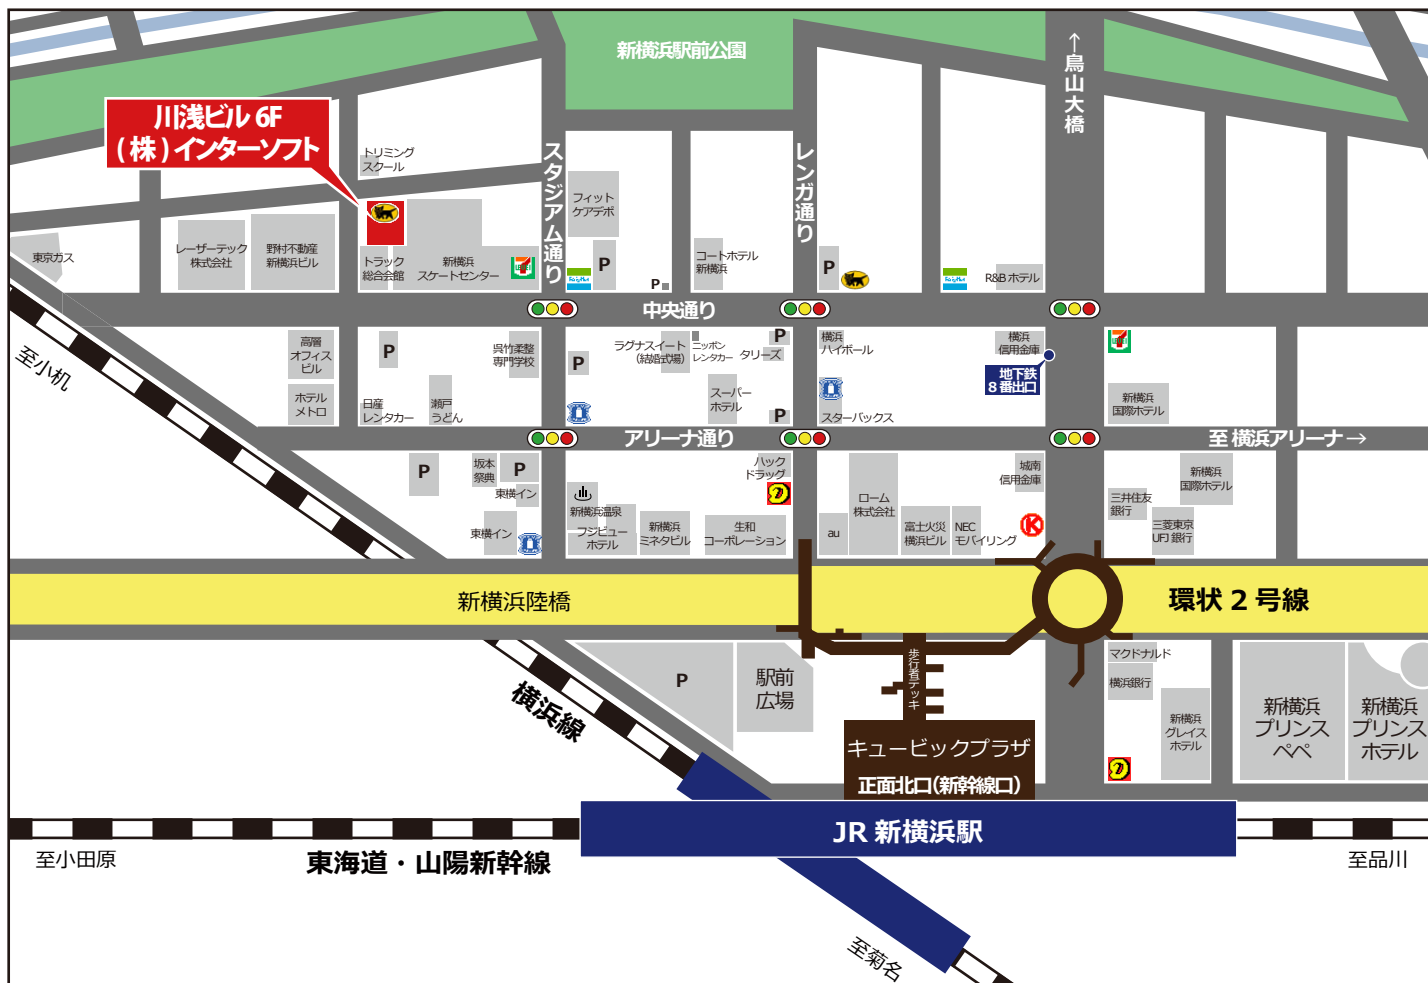 新横浜駅前公園
←鳥山大橋
川浅ビル 6F
(株)インターソフト
トリミング
スクール
スタジアム通り
レンガ通り
フィット
ケアデポ
東京ガス
レーザーテック
株式会社
野村不動産
新横浜ビル
トラック
総合会館
新横浜
スケートセンター
P
コートホテル
新横浜
P
P
R&Bホテル
中央通り
至小机
高層
オフィス
ビル
P
呉竹柔整
専門学校
P
ラグナスイート
(結婚式場)
ニッポン
レンタカー
P
タリーズ
横浜
ハイボール
横浜
信用金庫
地下鉄
8番出口
ホテル
メトロ
日産
レンタカー
瀬戸
うどん
スーパー
ホテル
P
スターバックス
新横浜
国際ホテル
アリーナ通り
至 横浜アリーナ→
P
坂本
祭典
P
東横イン
東横イン
新横浜温泉
フジビュー
ホテル
新横浜
ミネタビル
ハック
ドラッグ
生和
コーポレーション
au
ローム
株式会社
富士火災
横浜ビル
NEC
モバイリング
城南
信用金庫
三井住友
銀行
新横浜
国際ホテル
三菱東京
UFJ 銀行
新横浜陸橋
環状 2 号線
横浜線
P
駅前
広場
歩行者デッキ
マクドナルド
横浜銀行
新横浜
グレイス
ホテル
新横浜
プリンス
ペペ
新横浜
プリンス
ホテル
キュービックプラザ
正面北口(新幹線口)
JR 新横浜駅
至小田原
東海道・山陽新幹線
至品川
至菊名